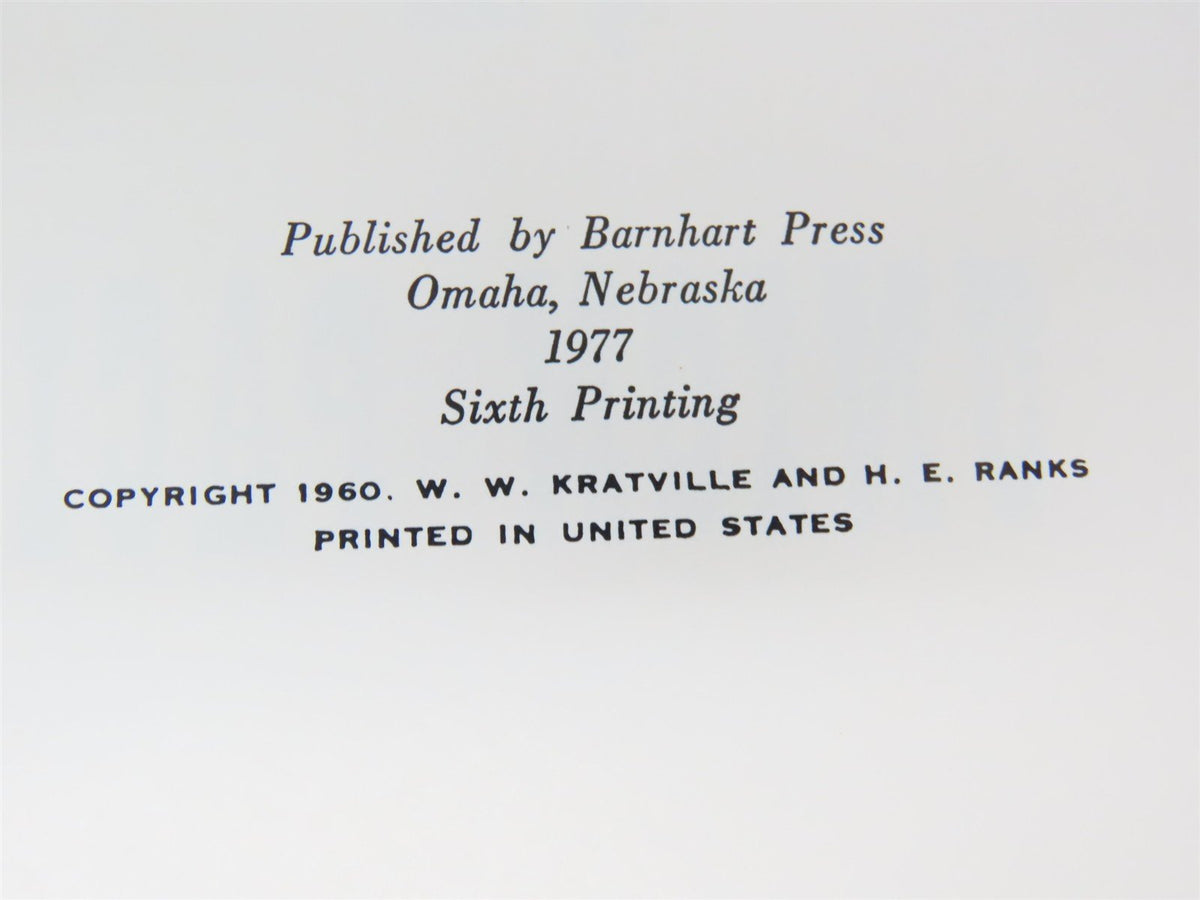 Published by Barnhart Press
Omaha, Nebraska
1977
Sixth Printing
COPYRIGHT 1960. W. W. KRATVILLE AND H. E. RANKS
PRINTED IN UNITED STATES